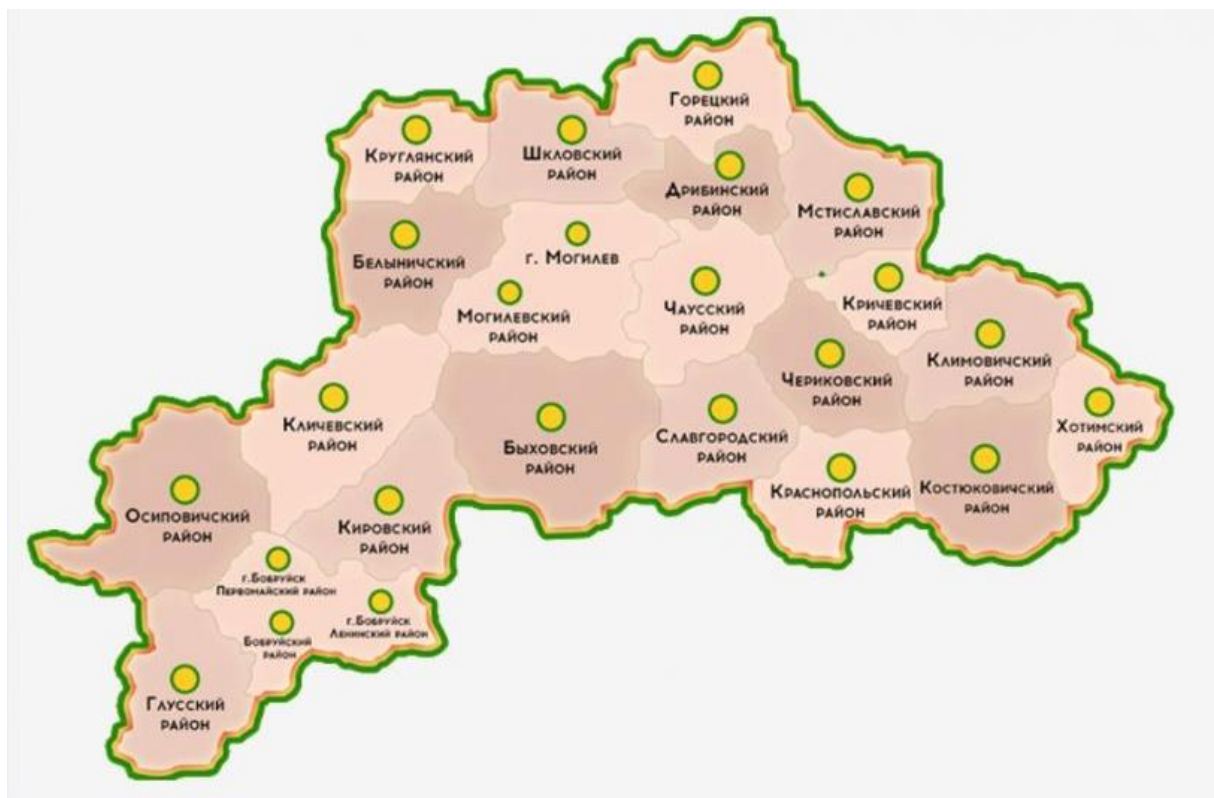 Горецкий
район
Круглянский
район
Шкловский
район
Дрибинский
район
Мстиславский
район
Белыничский
район
г. Могилев
Могилевский
район
Чаусский
район
Кричевский
район
Климовичский
район
Чериковский
район
Хотимский
район
Кличевский
район
Быховский
район
Славгородский
район
Краснопольский
район
Костюковичский
район
Осиповичский
район
Кировский
район
г.Бобруйск
Первомайский район
г.Бобруйск
Ленинский район
Бобруйский
район
Глусский
район